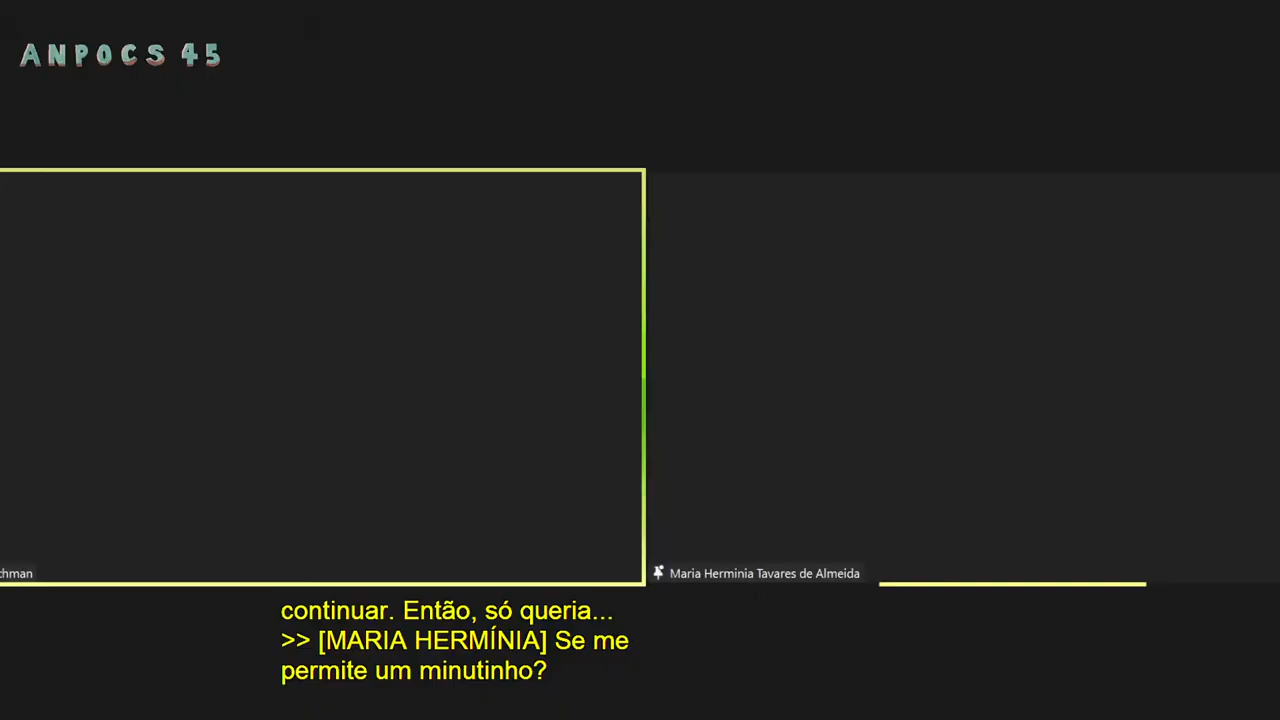 ANPOCS 45
chman
Maria Herminia Tavares de Almeida
continuar. Então, só queria...
>> [MARIA HERMÍNIA] Se me
permite um minutinho?